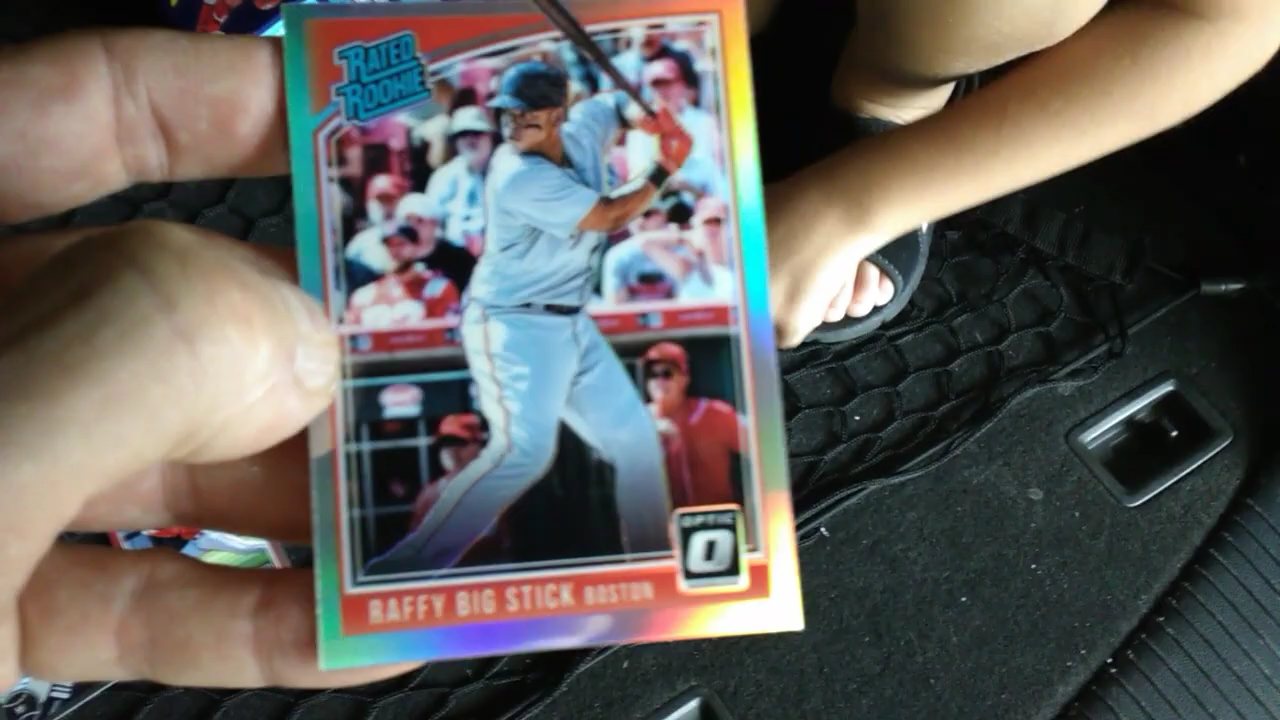 RATED
ROOKIE
OPTIC
O
RAFFY BIG STICK BOSTON